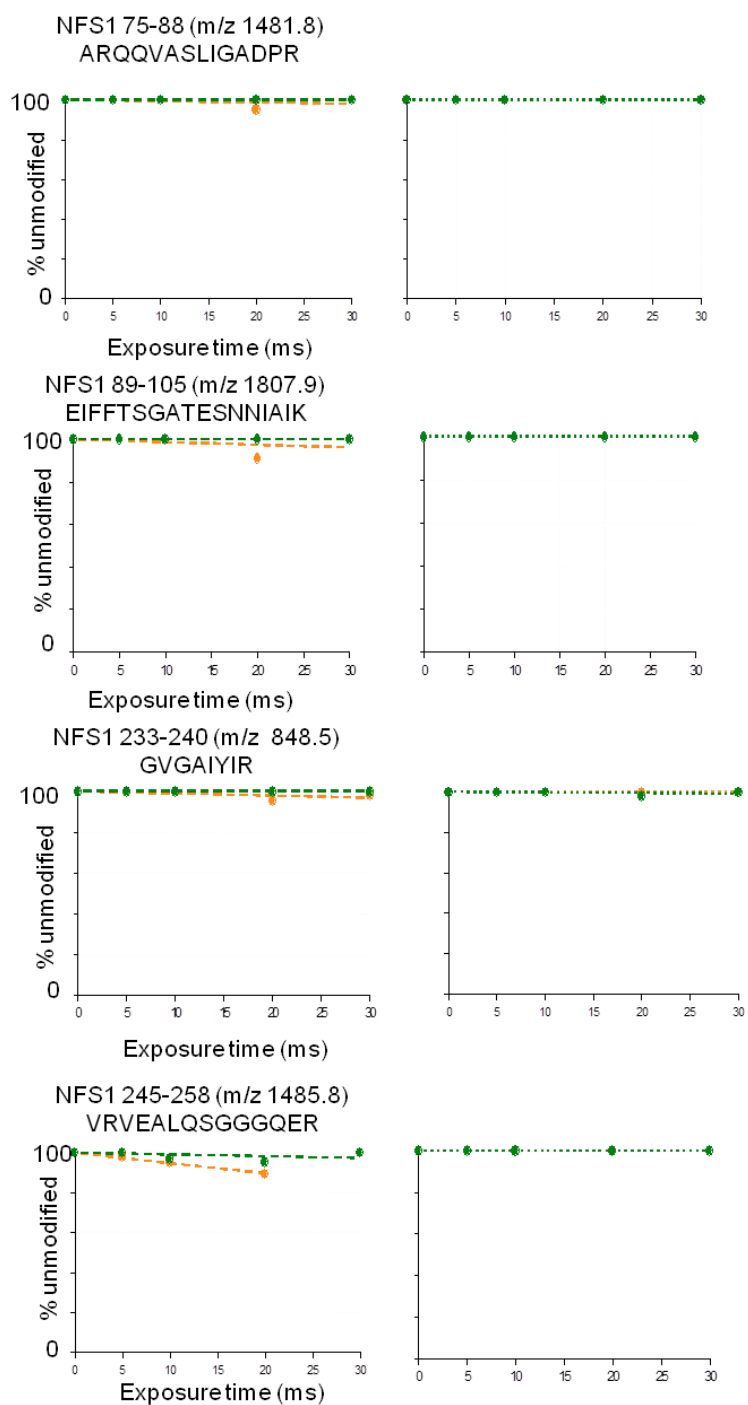 NFS1 75-88 (m/z 1481.8)
ARQQVASLIGADPR
100
% unmodified
0
0 5 10 15 20 25 30
0 5 10 15 20 25 30
Exposure time (ms)
NFS1 89-105 (m/z 1807.9)
EIFFTSGATESNNIAIK
100
% unmodified
0
0 5 10 15 20 25 30
0 5 10 15 20 25 30
Exposure time (ms)
NFS1 233-240 (m/z 848.5)
GVGAIYIR
100
% unmodified
0
0 5 10 15 20 25 30
0 5 10 15 20 25 30
Exposure time (ms)
NFS1 245-258 (m/z 1485.8)
VRVEALQSGGGQER
100
% unmodified
0
0 5 10 15 20 25 30
0 5 10 15 20 25 30
Exposure time (ms)